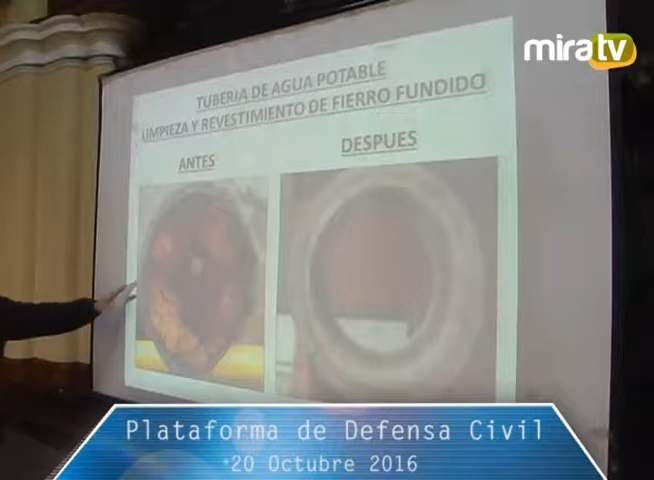 miratv
TUBERIA DE AGUA POTABLE
LIMPIEZA Y REVESTIMIENTO DE FIERRO FUNDIDO
ANTES
DESPUES
Plataforma de Defensa Civil
20 Octubre 2016